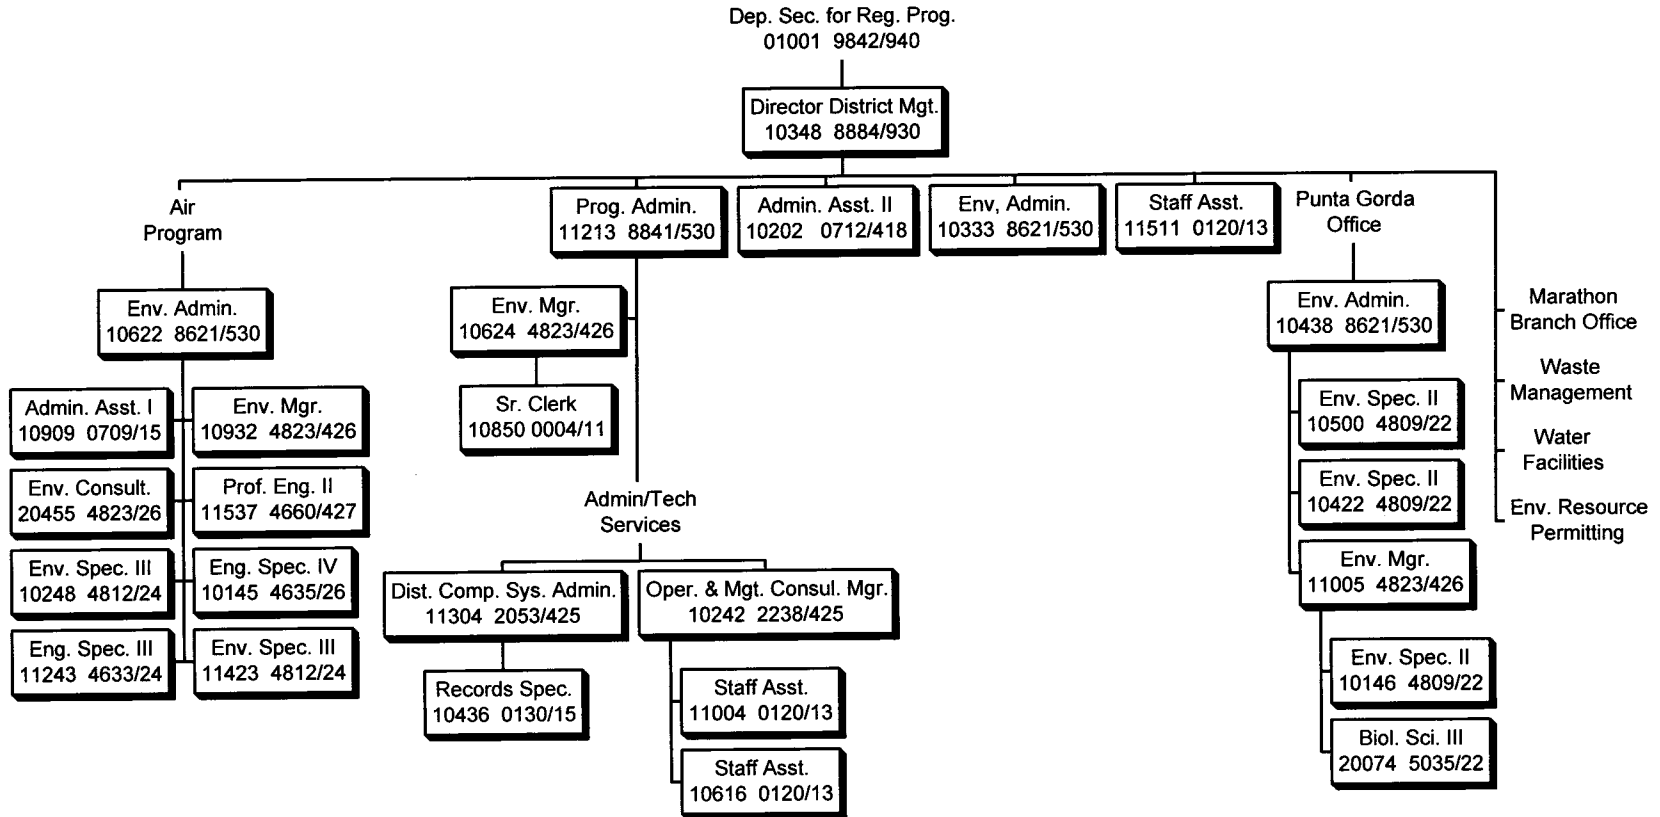 Dep. Sec. for Reg. Prog.
01001 9842/940
Director District Mgt.
10348 8884/930
Air
Program
Prog. Admin.
11213 8841/530
Admin. Asst. II
10202 0712/418
Env, Admin.
10333 8621/530
Staff Asst.
11511 0120/13
Punta Gorda
Office
Env. Admin.
10622 8621/530
Admin. Asst. I
10909 0709/15
Env. Mgr.
10932 4823/426
Env. Consult.
20455 4823/26
Prof. Eng. II
11537 4660/427
Env. Spec. III
10248 4812/24
Eng. Spec. IV
10145 4635/26
Eng. Spec. III
11243 4633/24
Env. Spec. III
11423 4812/24
Env. Mgr.
10624 4823/426
Sr. Clerk
10850 0004/11
Admin/Tech
Services
Dist. Comp. Sys. Admin.
11304 2053/425
Records Spec.
10436 0130/15
Oper. & Mgt. Consul. Mgr.
10242 2238/425
Staff Asst.
11004 0120/13
Staff Asst.
10616 0120/13
Env. Admin.
10438 8621/530
Env. Spec. II
10500 4809/22
Env. Spec. II
10422 4809/22
Env. Mgr.
11005 4823/426
Env. Spec. II
10146 4809/22
Biol. Sci. III
20074 5035/22
Marathon
Branch Office
Waste
Management
Water
Facilities
Env. Resource
Permitting